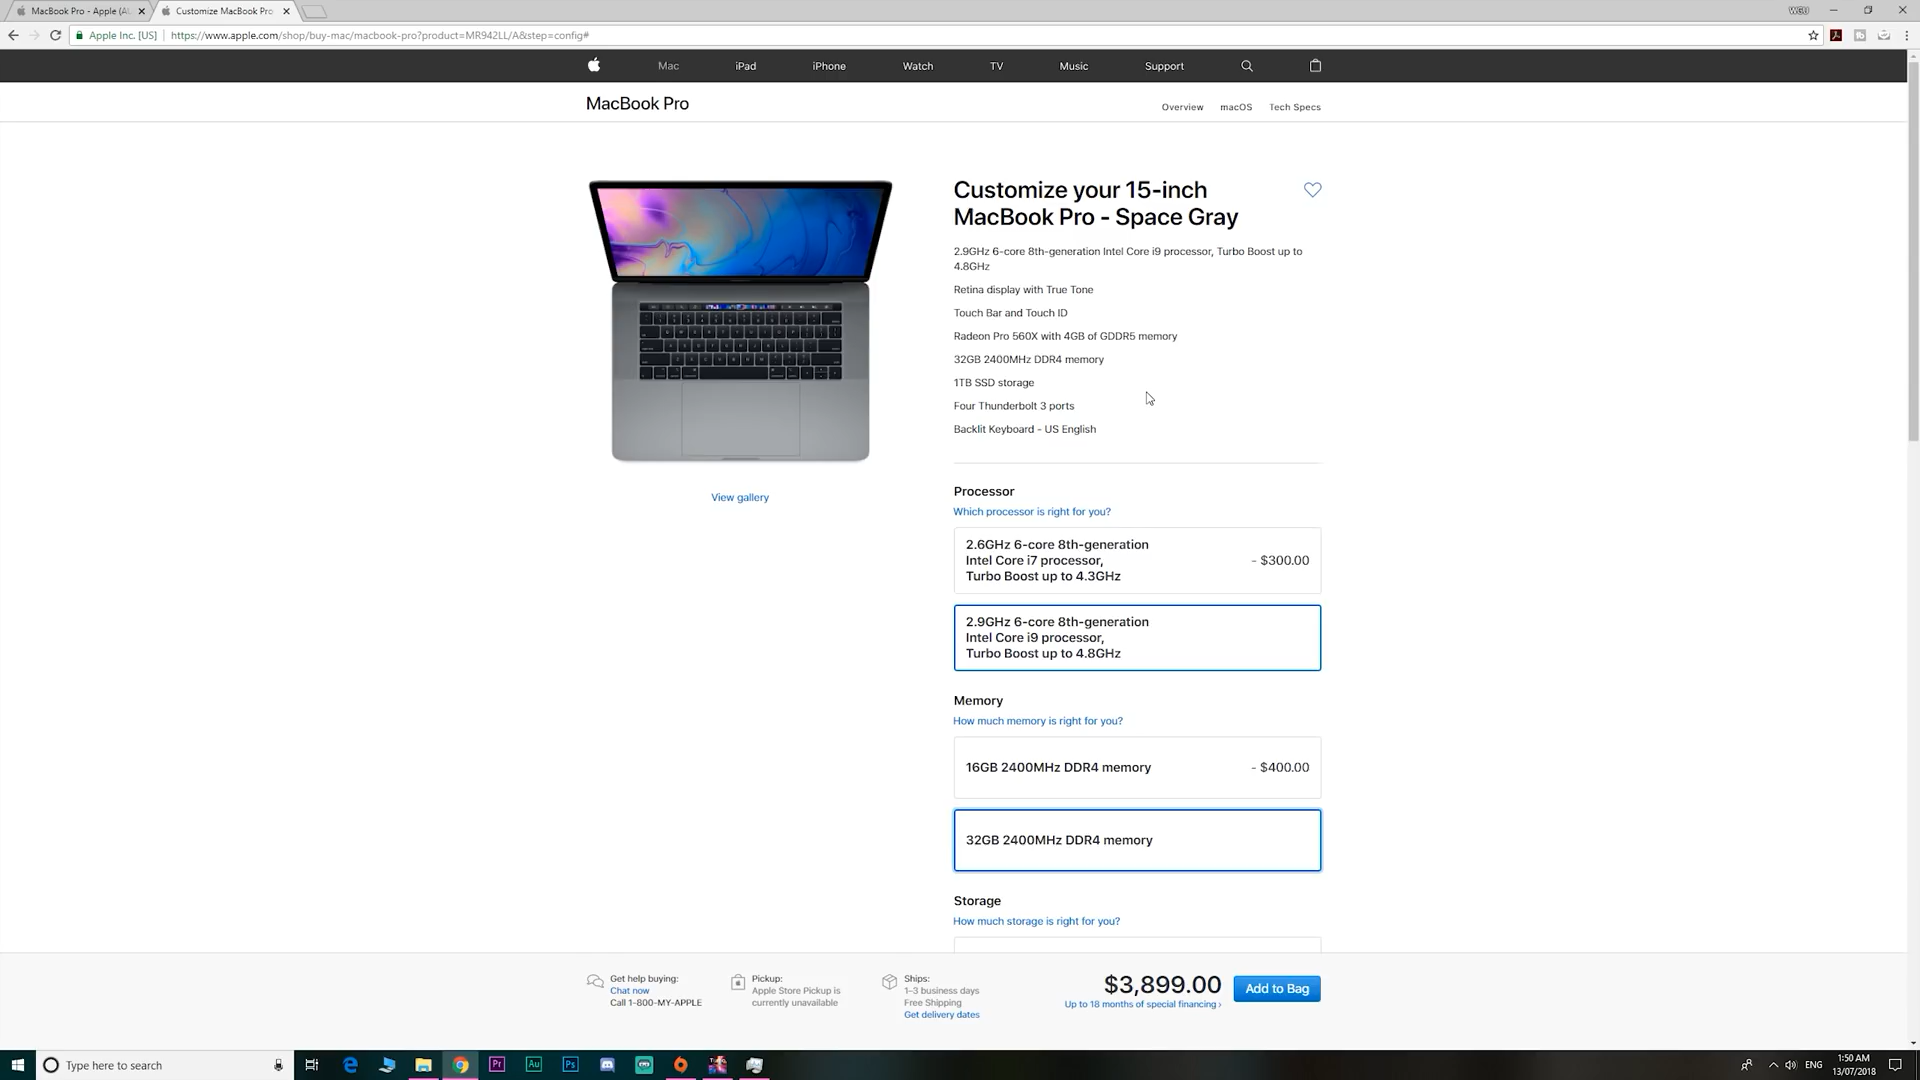 MacBook Pro - Apple (A
Customize MacBook Pro
WGU
Apple Inc. [US]
https://www.apple.com/shop/buy-mac/macbook-pro?product=MR942LL/A&step=config#
Mac
iPad
iPhone
Watch
TV
Music
Support
MacBook Pro
Overview
macOS
Tech Specs
Customize your 15-inch
MacBook Pro - Space Gray
2.9GHz 6-core 8th-generation Intel Core i9 processor, Turbo Boost up to
4.8GHz
Retina display with True Tone
Touch Bar and Touch ID
Radeon Pro 560X with 4GB of GDDR5 memory
32GB 2400MHz DDR4 memory
1TB SSD storage
Four Thunderbolt 3 ports
Backlit Keyboard - US English
View gallery
Processor
Which processor is right for you?
2.6GHz 6-core 8th-generation
Intel Core i7 processor,
Turbo Boost up to 4.3GHz
- $300.00
2.9GHz 6-core 8th-generation
Intel Core i9 processor,
Turbo Boost up to 4.8GHz
Memory
How much memory is right for you?
16GB 2400MHz DDR4 memory
- $400.00
32GB 2400MHz DDR4 memory
Storage
How much storage is right for you?
Get help buying:
Chat now
Call 1-800-MY-APPLE
Pickup:
Apple Store Pickup is
currently unavailable
Ships:
1-3 business days
Free Shipping
Get delivery dates
$3,899.00
Up to 18 months of special financing ›
Add to Bag
Type here to search
Pr
Au
Ps
ENG
1:50 AM
13/07/2018